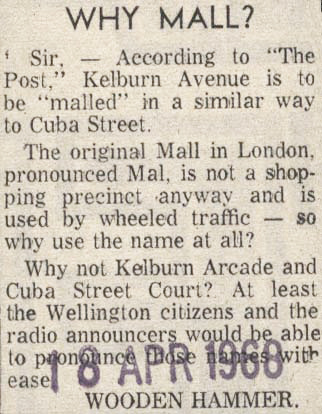 WHY MALL?
' Sir, — According to "The
Post," Kelburn Avenue is to
be "malled" in a similar way
to Cuba Street.
The original Mall in London,
pronounced Mal, is not a shop-
ping precinct anyway and is
used by wheeled traffic — so
why use the name at all?
Why not Kelburn Arcade and
Cuba Street Court? At least
the Wellington citizens and the
radio announcers would be able
to pronounce those names with
ease.
18 APR 1968
WOODEN HAMMER.